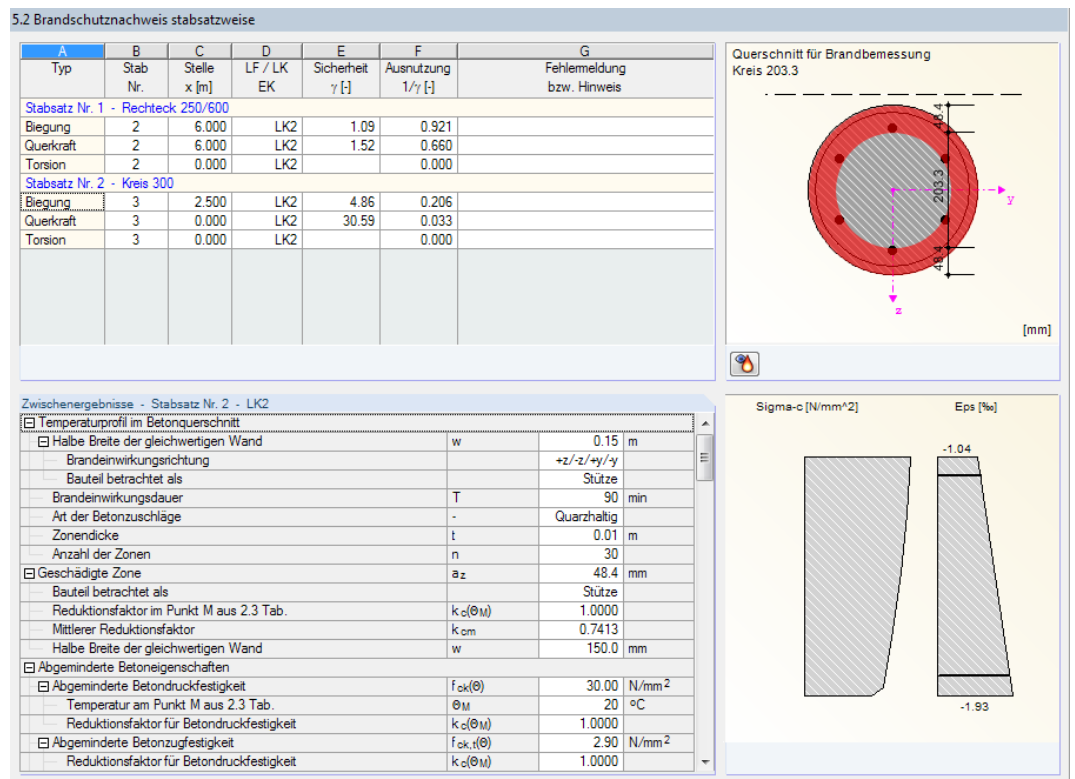 5.2 Brandschutznachweis stabsatzweise
A B C D E F G
Typ Stab Stelle LF / LK Sicherheit Ausnutzung Fehlermeldung
Nr. x [m] EK γ [-] 1/γ [-] bzw. Hinweis
Stabsatz Nr. 1 - Rechteck 250/600
Biegung 2 6.000 LK2 1.09 0.921
Querkraft 2 6.000 LK2 1.52 0.660
Torsion 2 0.000 LK2 0.000
Stabsatz Nr. 2 - Kreis 300
Biegung 3 2.500 LK2 4.86 0.206
Querkraft 3 0.000 LK2 30.59 0.033
Torsion 3 0.000 LK2 0.000
Querschnitt für Brandbemessung
Kreis 203.3
48.4
203.3
y
48.4
z
[mm]
Zwischenergebnisse - Stabsatz Nr. 2 - LK2
Temperaturprofil im Betonquerschnitt
Halbe Breite der gleichwertigen Wand w 0.15 m
Brandeinwirkungsrichtung +z/-z/+y/-y
Bauteil betrachtet als Stütze
Brandeinwirkungsdauer T 90 min
Art der Betonzuschläge - Quarzhaltig
Zonendicke t 0.01 m
Anzahl der Zonen n 30
Geschädigte Zone az 48.4 mm
Bauteil betrachtet als Stütze
Reduktionsfaktor im Punkt M aus 2.3 Tab. kc(ΘM) 1.0000
Mittlerer Reduktionsfaktor kcm 0.7413
Halbe Breite der gleichwertigen Wand w 150.0 mm
Abgeminderte Betoneigenschaften
Abgeminderte Betondruckfestigkeit fck(Θ) 30.00 N/mm2
Temperatur am Punkt M aus 2.3 Tab. ΘM 20 °C
Reduktionsfaktor für Betondruckfestigkeit kc(ΘM) 1.0000
Abgeminderte Betonzugfestigkeit fck,t(Θ) 2.90 N/mm2
Reduktionsfaktor für Betondruckfestigkeit kc(ΘM) 1.0000
Sigma-c [N/mm^2] Eps [‰]
-1.04
-1.93